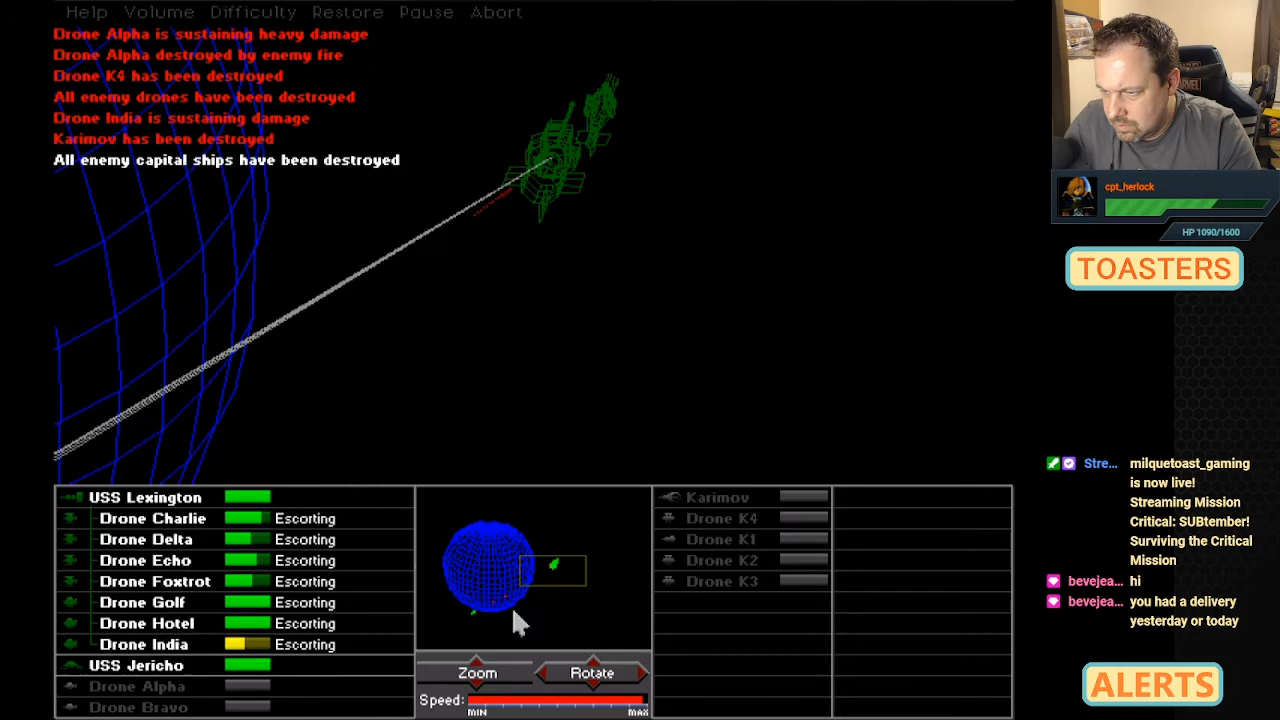 Help Volume Difficulty Restore Pause Abort
Drone Alpha is sustaining heavy damage
Drone Alpha destroyed by enemy fire
Drone K4 has been destroyed
All enemy drones have been destroyed
Drone India is sustaining damage
Karimov has been destroyed
All enemy capital ships have been destroyed
USS Lexington
Drone Charlie Escorting
Drone Delta Escorting
Drone Echo Escorting
Drone Foxtrot Escorting
Drone Golf Escorting
Drone Hotel Escorting
Drone India Escorting
USS Jericho
Drone Alpha
Drone Bravo
Zoom Rotate
Speed:
MIN MAX
Karimov
Drone K4
Drone K1
Drone K2
Drone K3
MARVEL
cpt_herlock
HP 1090/1600
TOASTERS
Stre... milquetoast_gaming
is now live!
Streaming Mission
Critical: SUBtember!
Surviving the Critical
Mission
bevejea... hi
bevejea... you had a delivery
yesterday or today
ALERTS